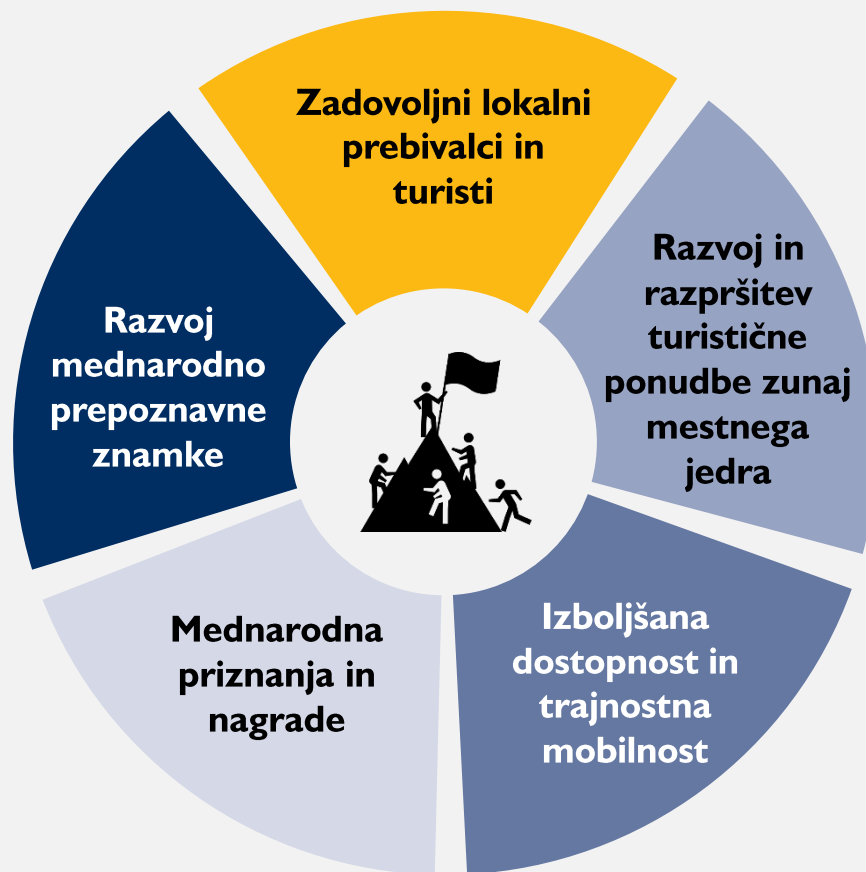 Zadovoljni lokalni
prebivalci in
turisti
Razvoj in
razpršitev
turistične
ponudbe zunaj
mestnega
jedra
Izboljšana
dostopnost in
trajnostna
mobilnost
Mednarodna
priznanja in
nagrade
Razvoj
mednarodno
prepoznavne
znamke